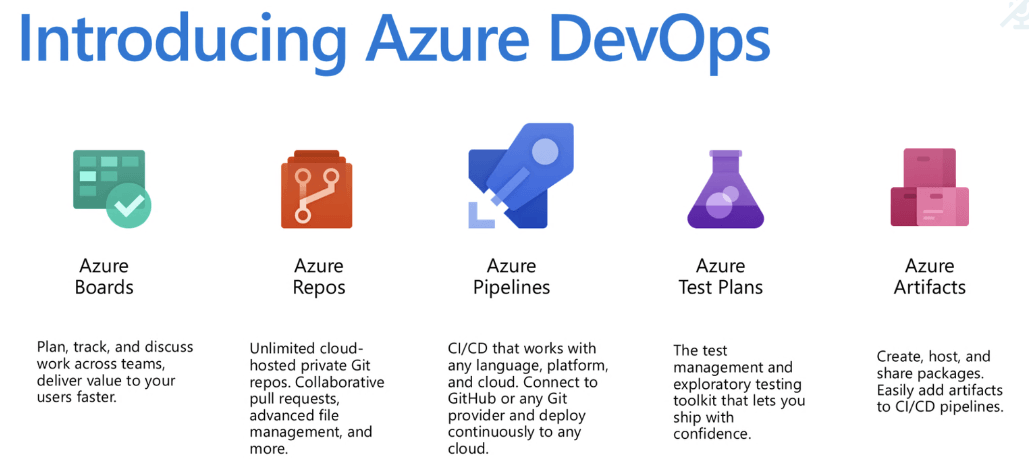 Introducing Azure DevOps
Azure
Boards
Plan, track, and discuss
work across teams,
deliver value to your
users faster.
Azure
Repos
Unlimited cloud-
hosted private Git
repos. Collaborative
pull requests,
advanced file
management, and
more.
Azure
Pipelines
CI/CD that works with
any language, platform,
and cloud. Connect to
GitHub or any Git
provider and deploy
continuously to any
cloud.
Azure
Test Plans
The test
management and
exploratory testing
toolkit that lets you
ship with
confidence.
Azure
Artifacts
Create, host, and
share packages.
Easily add artifacts
to CI/CD pipelines.